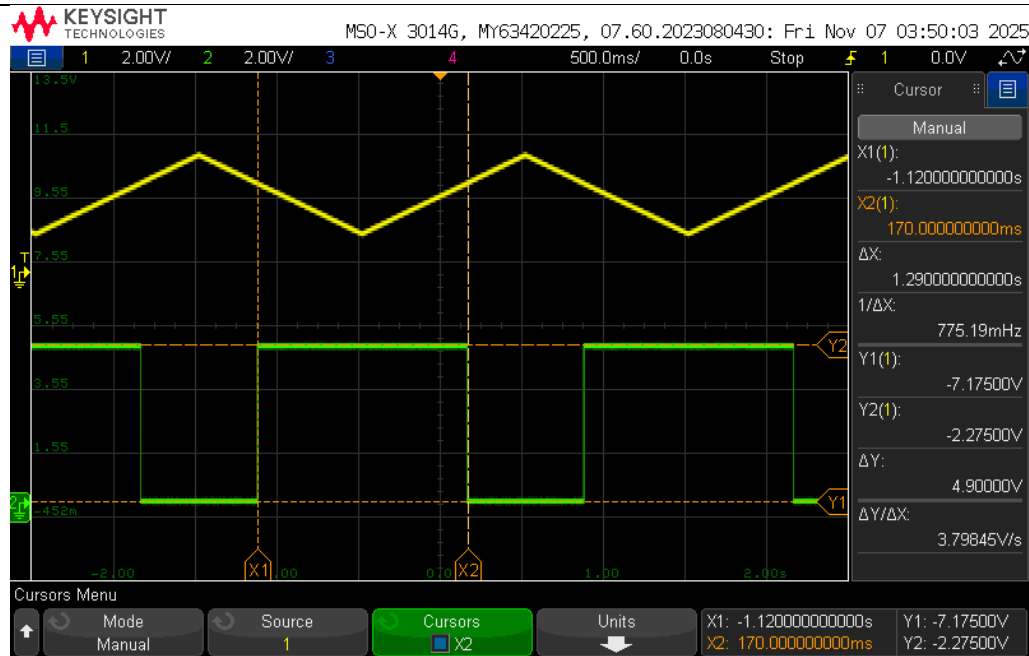 KEYSIGHT
TECHNOLOGIES
MSO-X 3014G, MY63420225, 07.60.2023080430: Fri Nov 07 03:50:03 2025
1 2.00V/ 2 2.00V/ 3 4 500.0ms/ 0.0s Stop 1 0.0V
13.5V
11.5
9.55
T
7.55
1
5.55
3.55
1.55
2
-452m
-2.00 .00 0.0 1.00 2.00s
X1 X2
Y2
Y1
Cursor
Manual
X1(1):
-1.120000000000s
X2(1):
170.000000000ms
ΔX:
1.290000000000s
1/ΔX:
775.19mHz
Y1(1):
-7.17500V
Y2(1):
-2.27500V
ΔY:
4.90000V
ΔY/ΔX:
3.79845V/s
Cursors Menu
Mode
Manual
Source
1
Cursors
X2
Units
X1: -1.120000000000s
X2: 170.000000000ms
Y1: -7.17500V
Y2: -2.27500V